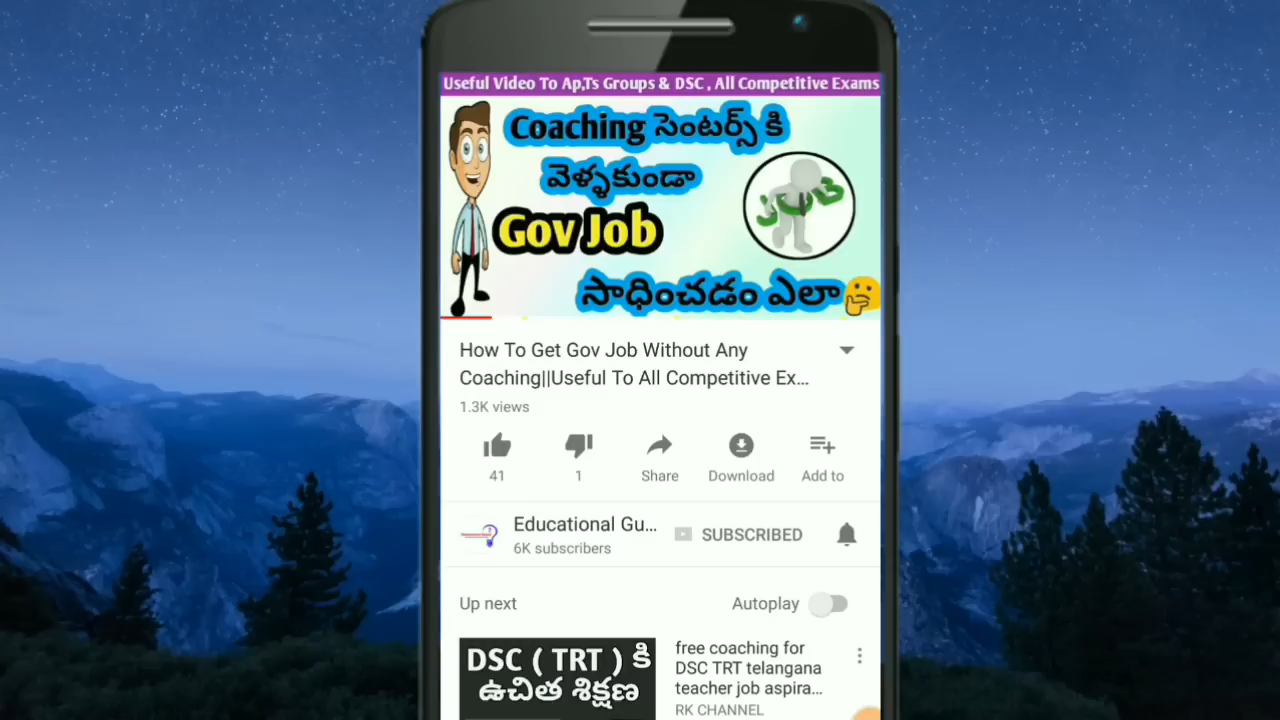 Useful Video To Ap,Ts Groups & DSC , All Competitive Exams
Coaching సెంటర్స్ కి
వెళ్ళకుండా
Gov Job
JOB
సాధించడం ఎలా
How To Get Gov Job Without Any
Coaching||Useful To All Competitive Ex...
1.3K views
41
1
Share
Download
Add to
Educational Gu...
6K subscribers
SUBSCRIBED
Up next
Autoplay
DSC ( TRT ) కి
ఉచిత శిక్షణ
free coaching for
DSC TRT telangana
teacher job aspira...
RK CHANNEL